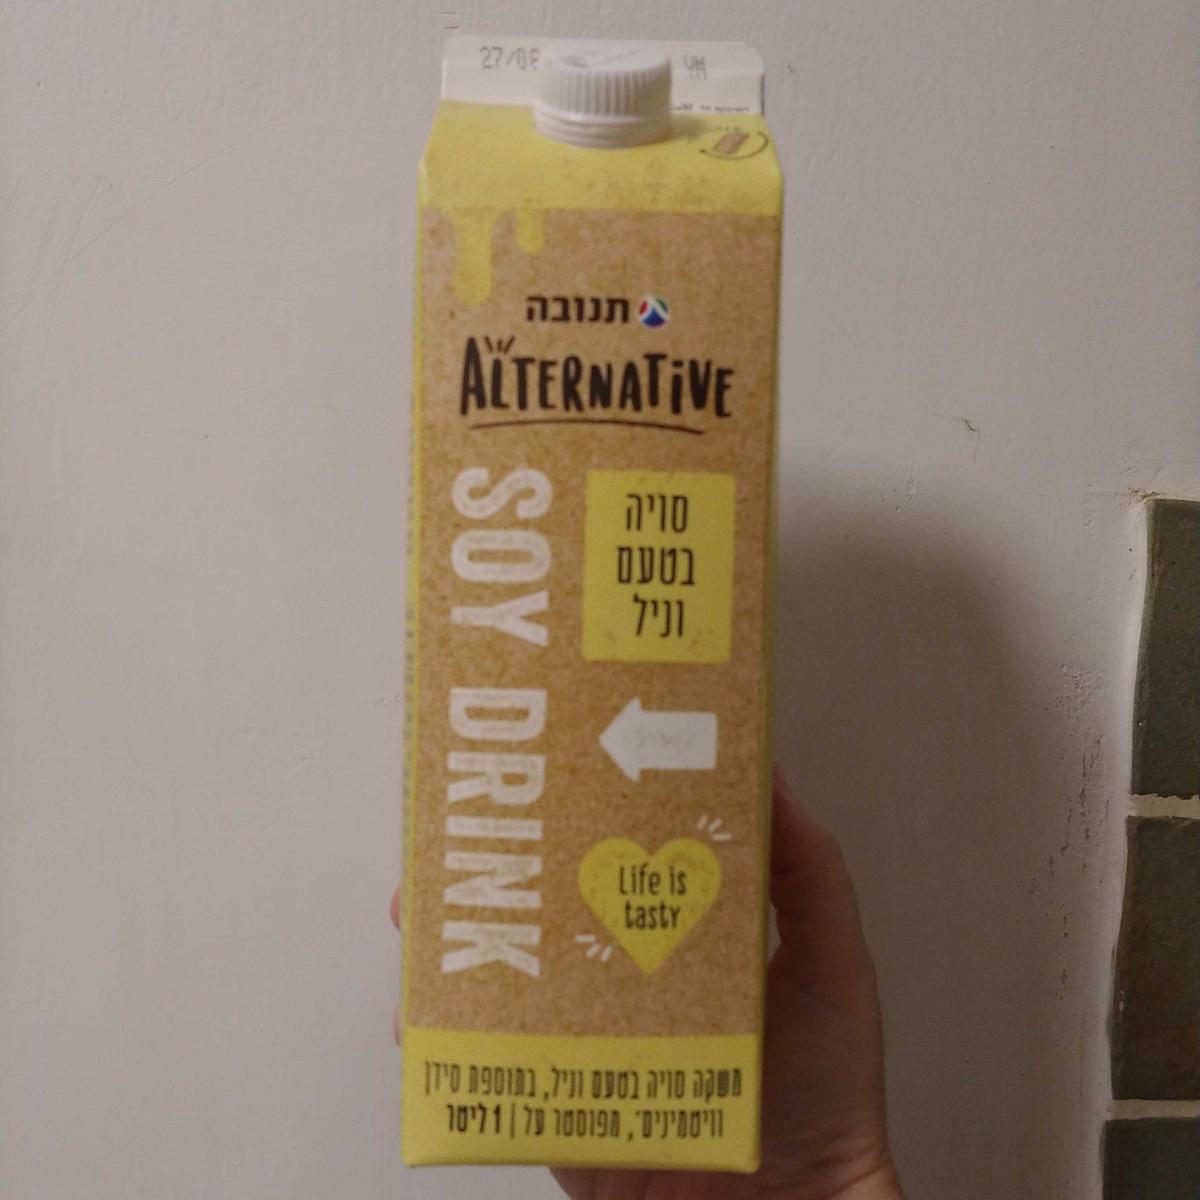 27/08
תנובה
ALTERNATIVE
SOY DRINK
סויה
בטעם
וניל
Life is
tasty
משקה סויה בטעם וניל, בתוספת סידן
וויטמינים*, מפוסטר על | 1 ליטר